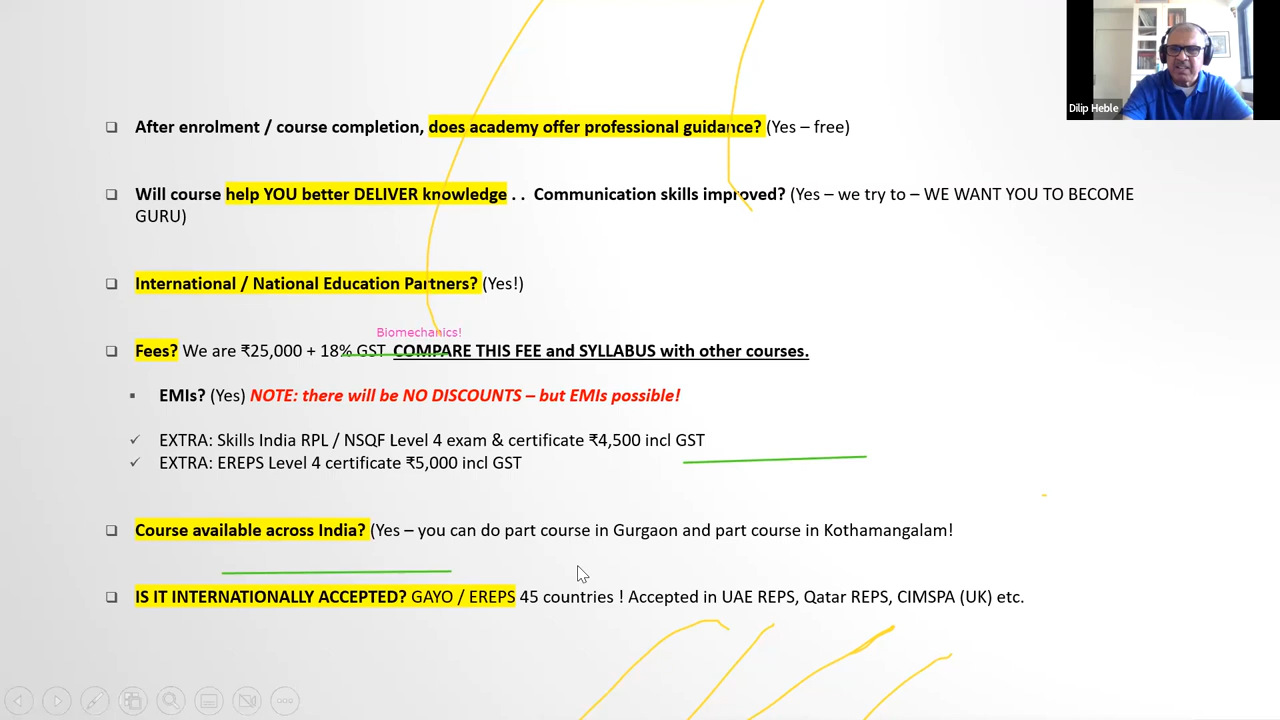 Dilip Heble
After enrolment / course completion, does academy offer professional guidance? (Yes – free)
Will course help YOU better DELIVER knowledge . . Communication skills improved? (Yes – we try to – WE WANT YOU TO BECOME
GURU)
International / National Education Partners? (Yes!)
Biomechanics!
Fees? We are ₹25,000 + 18% GST COMPARE THIS FEE and SYLLABUS with other courses.
EMIs? (Yes) NOTE: there will be NO DISCOUNTS – but EMIs possible!
EXTRA: Skills India RPL / NSQF Level 4 exam & certificate ₹4,500 incl GST
EXTRA: EREPS Level 4 certificate ₹5,000 incl GST
Course available across India? (Yes – you can do part course in Gurgaon and part course in Kothamangalam!
IS IT INTERNATIONALLY ACCEPTED? GAYO / EREPS 45 countries ! Accepted in UAE REPS, Qatar REPS, CIMSPA (UK) etc.